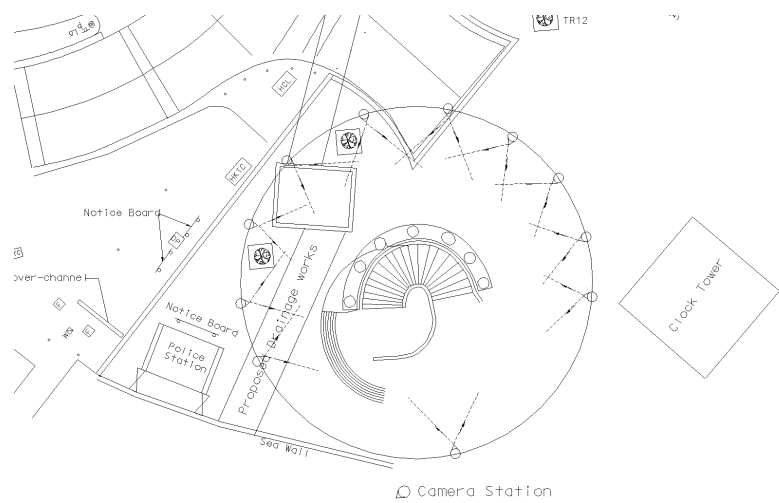 TR12
HCL
HKTC
Notice Board
over-channel
Notice Board
Police
Station
Proposed Drainage works
Clock Tower
Sea Wall
Camera Station